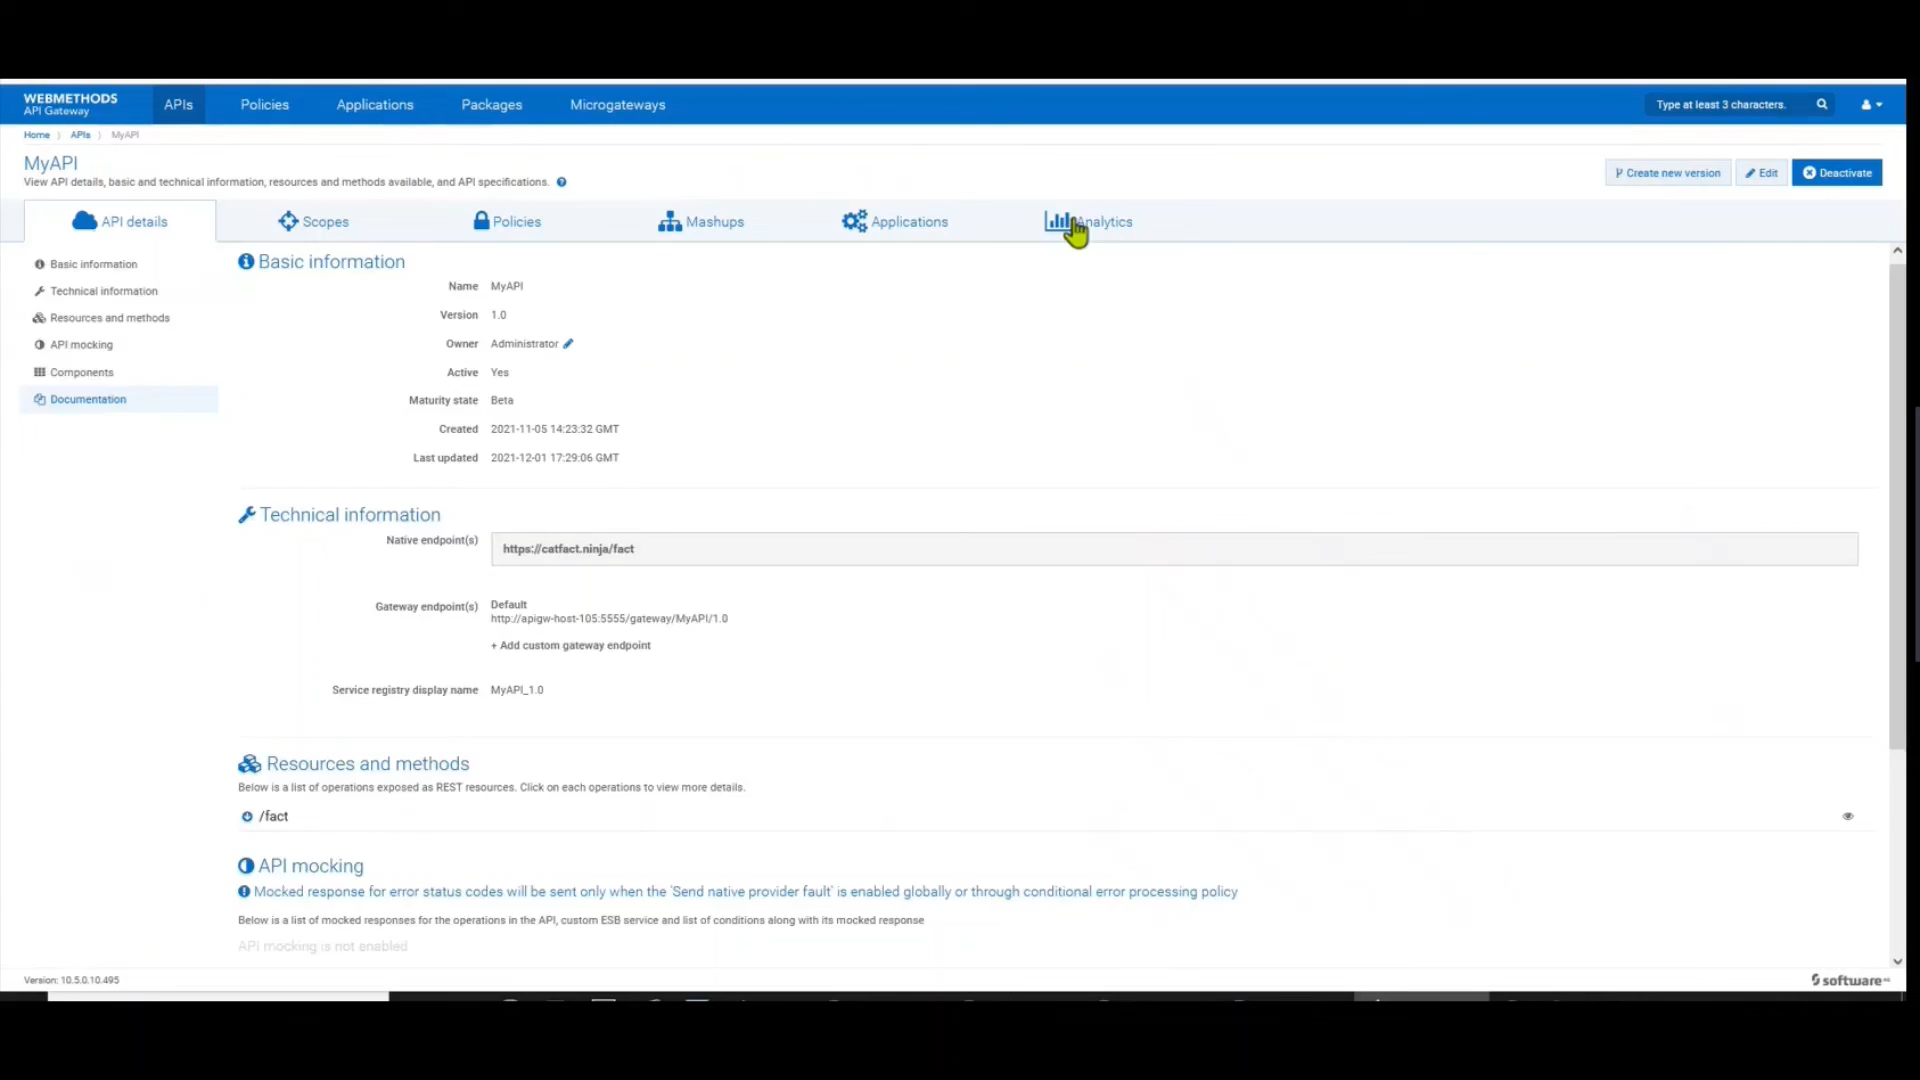 WEBMETHODS
API Gateway
APIs
Policies
Applications
Packages
Microgateways
Type at least 3 characters.
Home
APIs
MyAPI
MyAPI
View API details, basic and technical information, resources and methods available, and API specifications.
Create new version
Edit
Deactivate
API details
Scopes
Policies
Mashups
Applications
Analytics
Basic information
Technical information
Resources and methods
API mocking
Components
Documentation
Basic information
Name MyAPI
Version 1.0
Owner Administrator
Active Yes
Maturity state Beta
Created 2021-11-05 14:23:32 GMT
Last updated 2021-12-01 17:29:06 GMT
Technical information
Native endpoint(s) https://catfact.ninja/fact
Gateway endpoint(s) Default
http://apigw-host-105:5555/gateway/MyAPI/1.0
+ Add custom gateway endpoint
Service registry display name MyAPI_1.0
Resources and methods
Below is a list of operations exposed as REST resources. Click on each operations to view more details.
/fact
API mocking
Mocked response for error status codes will be sent only when the 'Send native provider fault' is enabled globally or through conditional error processing policy
Below is a list of mocked responses for the operations in the API, custom ESB service and list of conditions along with its mocked response
API mocking is not enabled
Version: 10.5.0.10.495
software AG